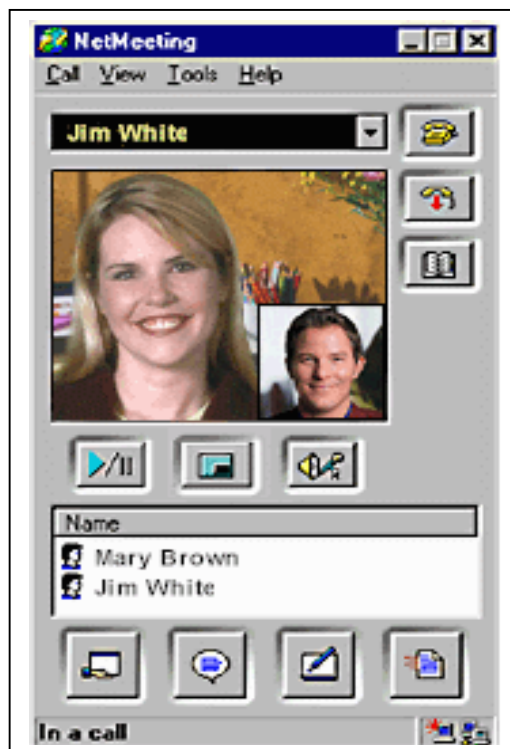 NetMeeting
Call View Tools Help
Jim White
Name
Mary Brown
Jim White
In a call